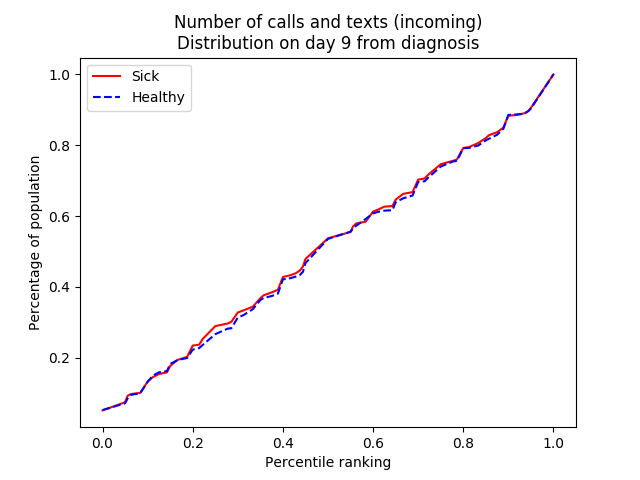 Number of calls and texts (incoming)
Distribution on day 9 from diagnosis
Sick
Healthy
Percentage of population
1.0
0.8
0.6
0.4
0.2
0.0 0.2 0.4 0.6 0.8 1.0
Percentile ranking